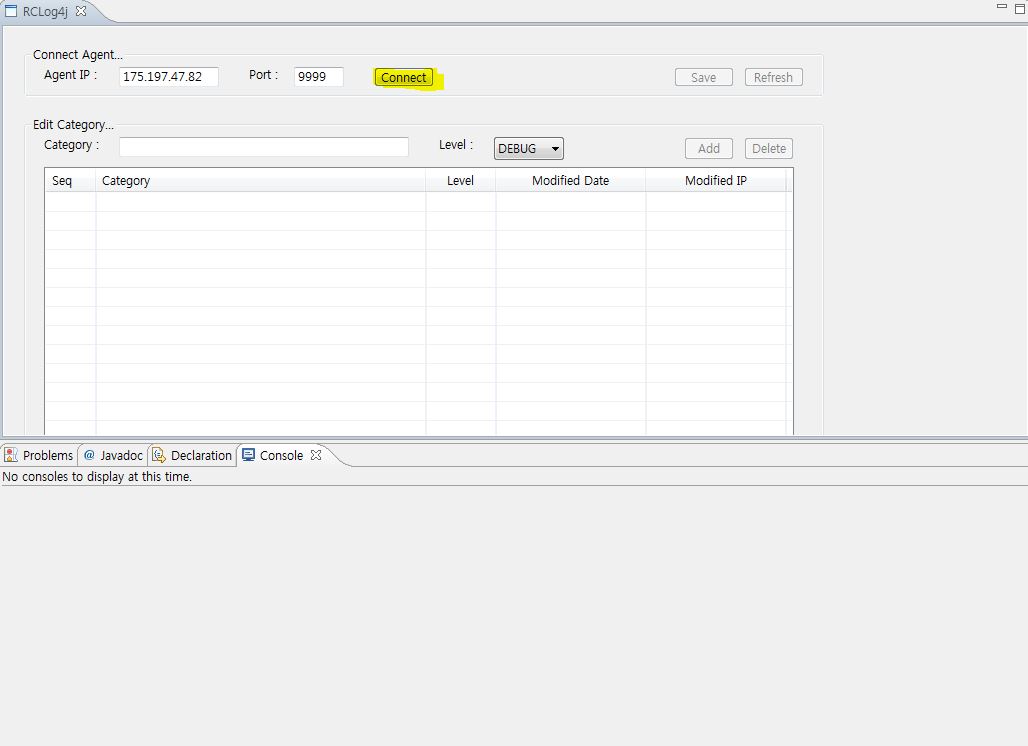 RCLog4j
Connect Agent...
Agent IP : 175.197.47.82 Port : 9999 Connect Save Refresh
Edit Category...
Category : Level : DEBUG Add Delete
Seq Category Level Modified Date Modified IP
Problems @ Javadoc Declaration Console
No consoles to display at this time.